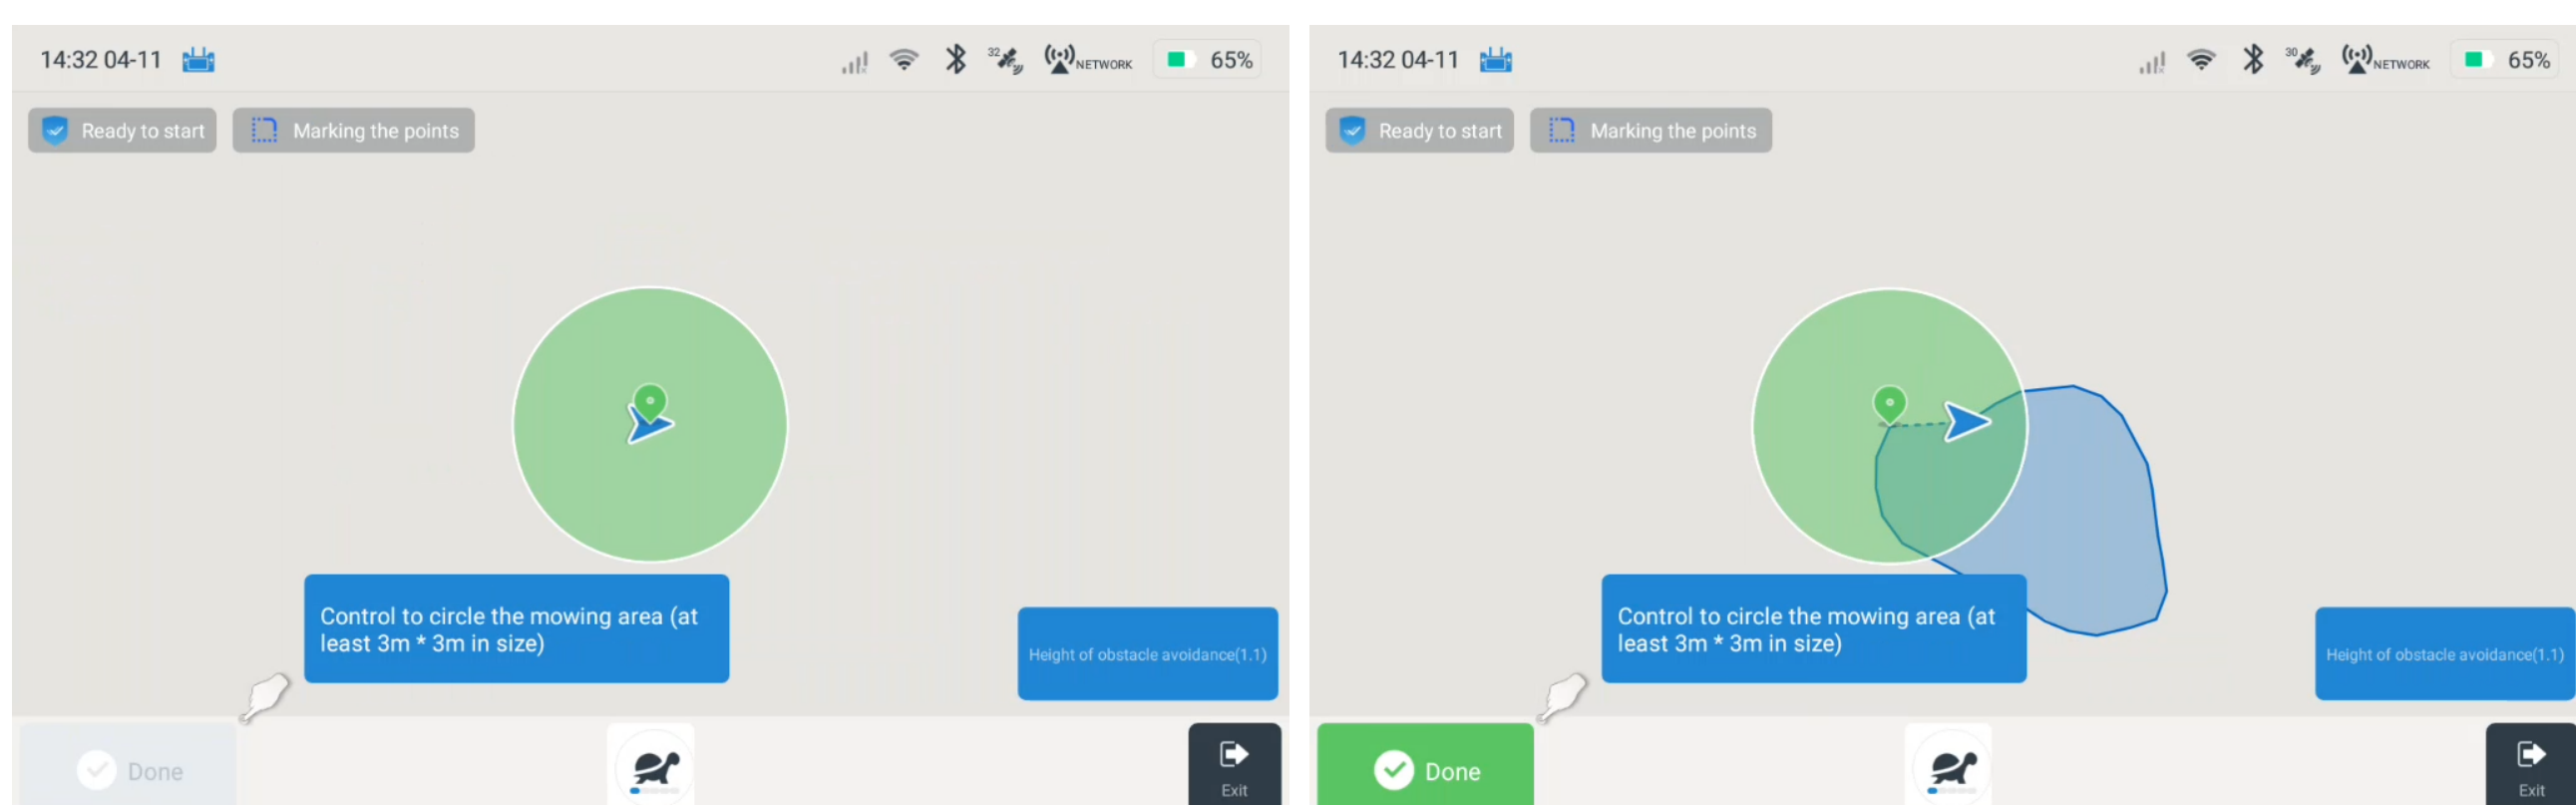 14:32 04-11
32
NETWORK
65%
Ready to start
Marking the points
Control to circle the mowing area (at
least 3m * 3m in size)
Height of obstacle avoidance(1.1)
Done
Exit
14:32 04-11
30
NETWORK
65%
Ready to start
Marking the points
Control to circle the mowing area (at
least 3m * 3m in size)
Height of obstacle avoidance(1.1)
Done
Exit